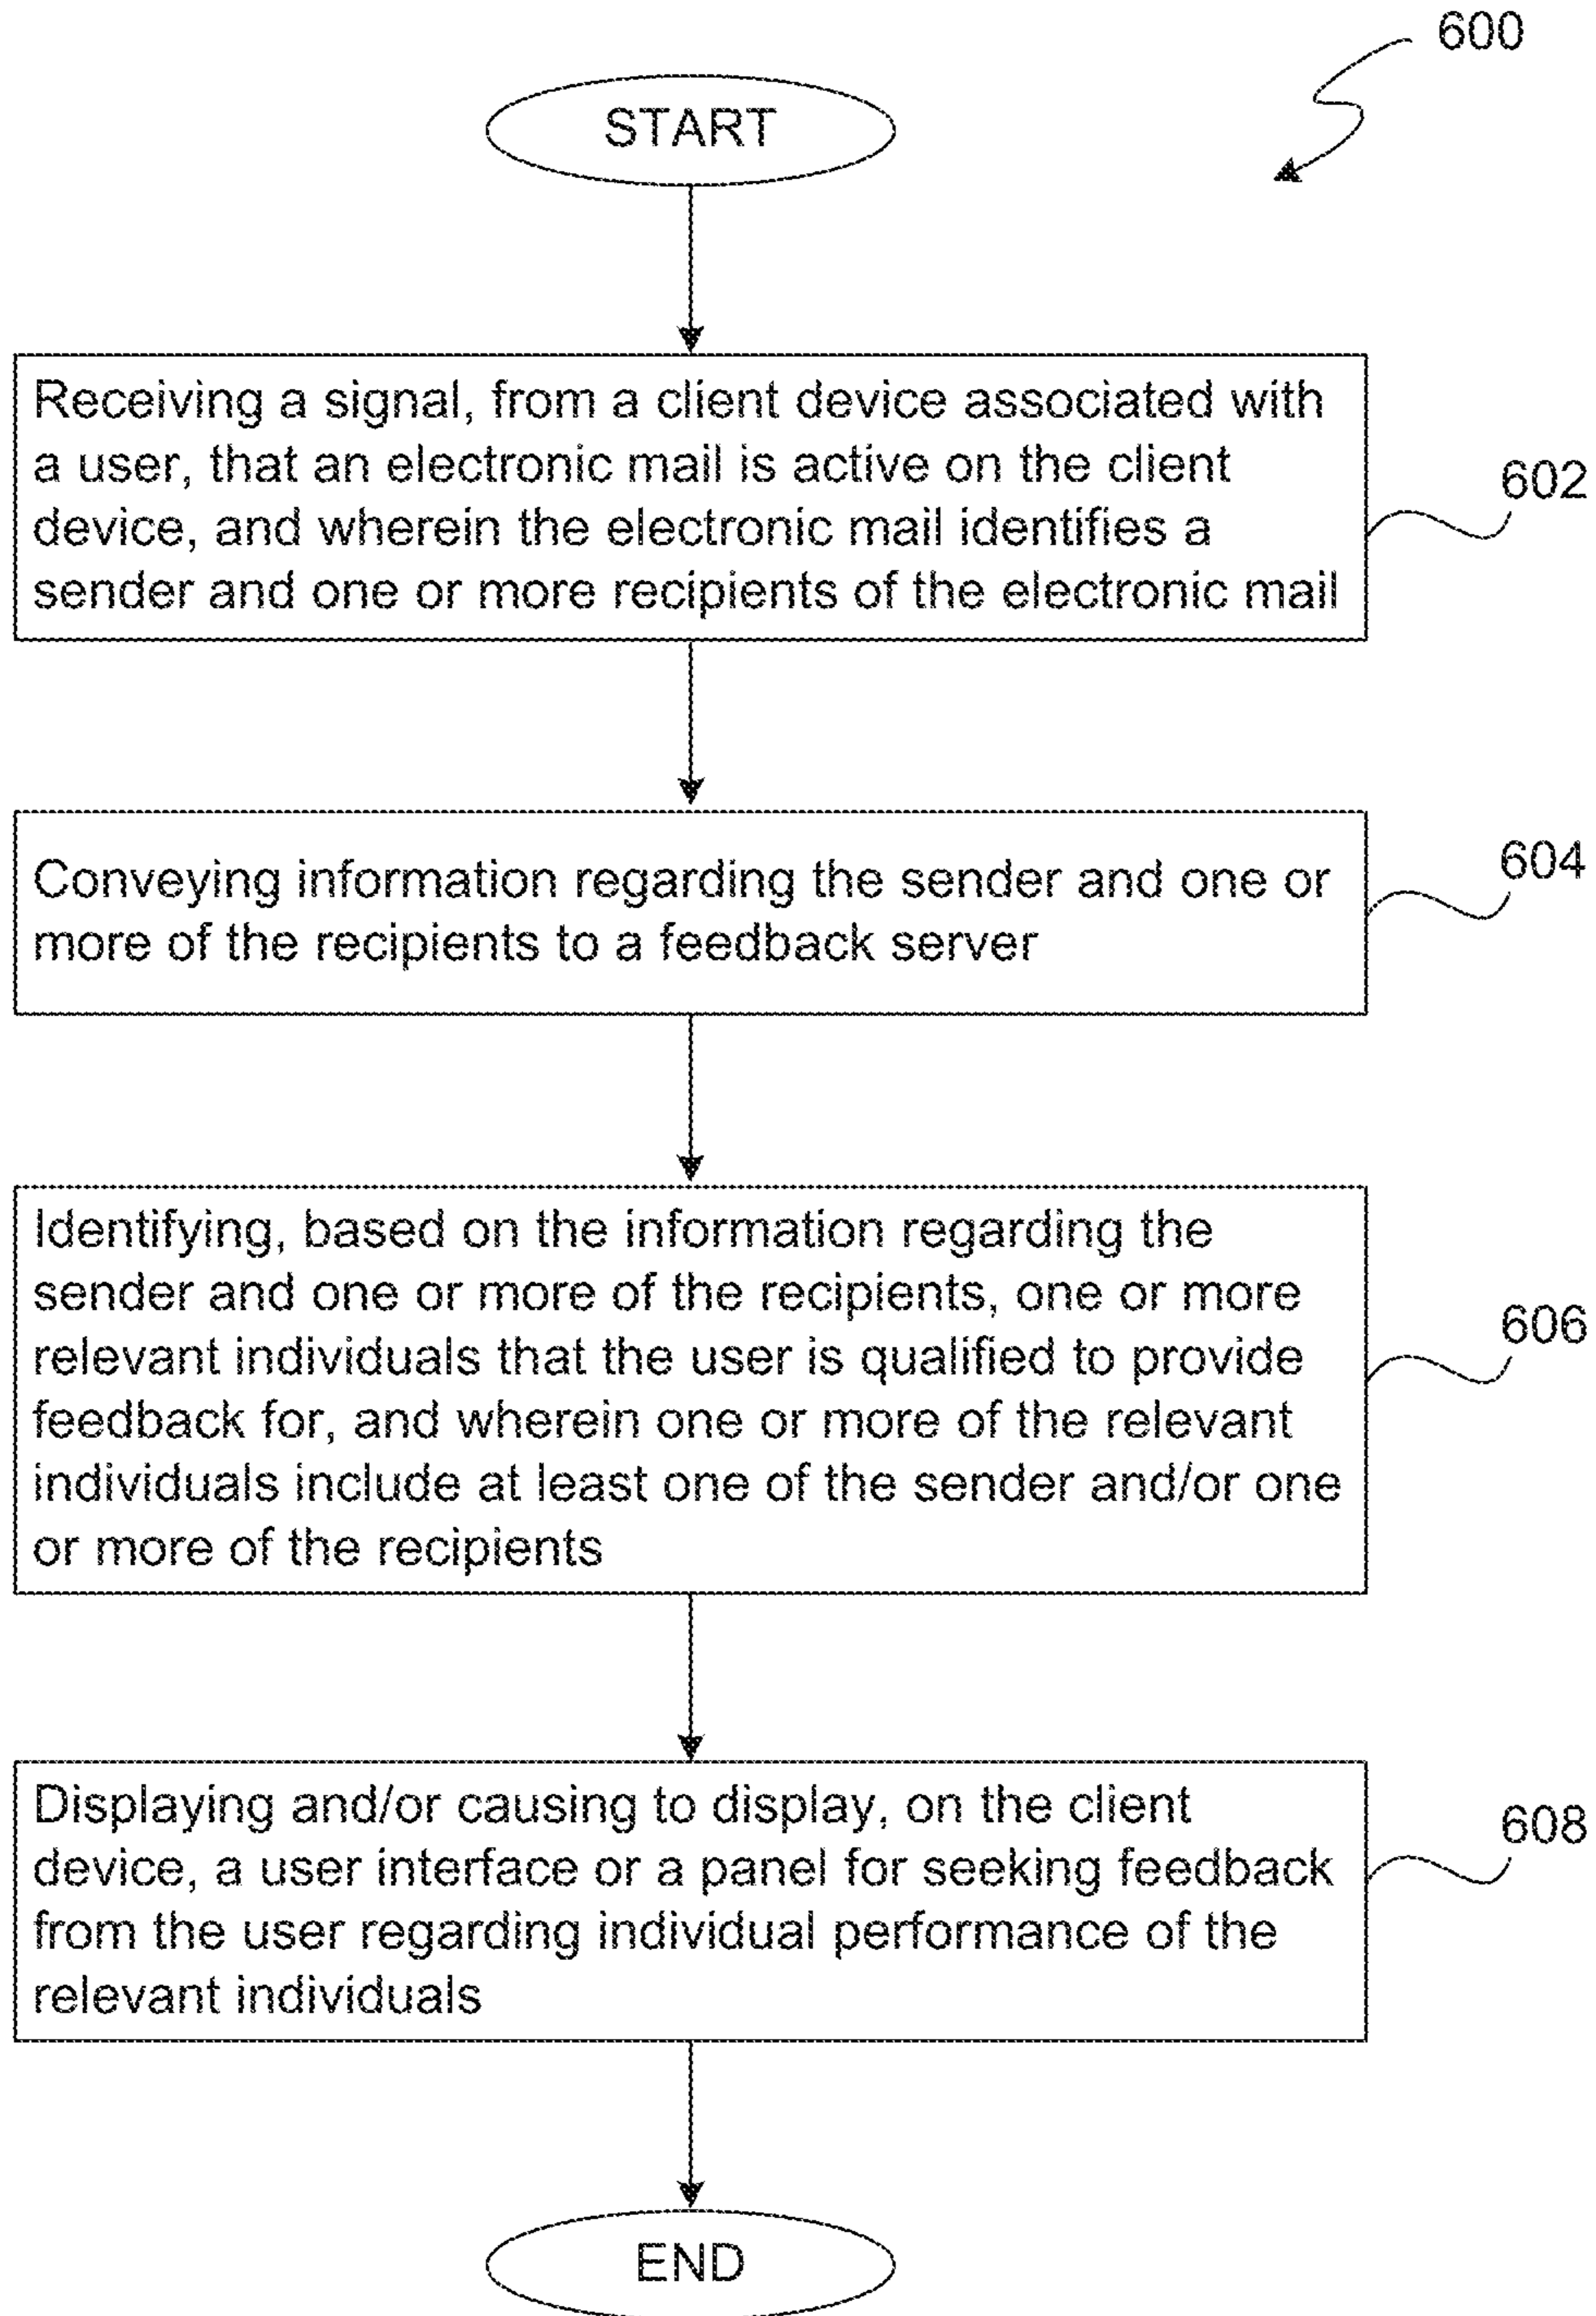 600
START
Receiving a signal, from a client device associated with
a user, that an electronic mail is active on the client
device, and wherein the electronic mail identifies a
sender and one or more recipients of the electronic mail
602
Conveying information regarding the sender and one or
more of the recipients to a feedback server
604
Identifying, based on the information regarding the
sender and one or more of the recipients, one or more
relevant individuals that the user is qualified to provide
feedback for, and wherein one or more of the relevant
individuals include at least one of the sender and/or one
or more of the recipients
606
Displaying and/or causing to display, on the client
device, a user interface or a panel for seeking feedback
from the user regarding individual performance of the
relevant individuals
608
END